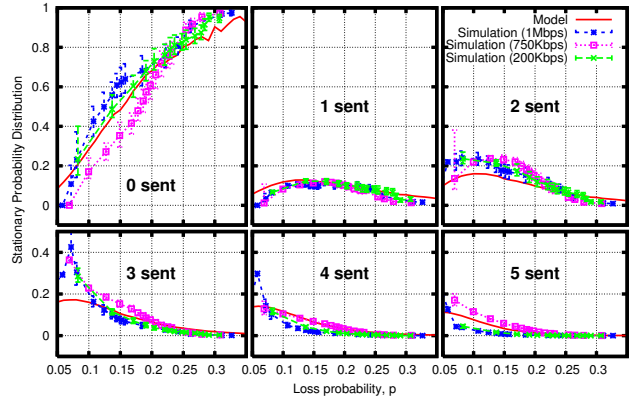 Model
Simulation (1Mbps)
Simulation (750Kbps)
Simulation (200Kbps)
Stationary Probability Distribution
1
0.8
0.6
0.4
0.2
0
0 sent
1 sent
2 sent
0.4
0.2
0
3 sent
4 sent
5 sent
0.05 0.1 0.15 0.2 0.25 0.3 0.05 0.1 0.15 0.2 0.25 0.3 0.05 0.1 0.15 0.2 0.25 0.3
Loss probability, p